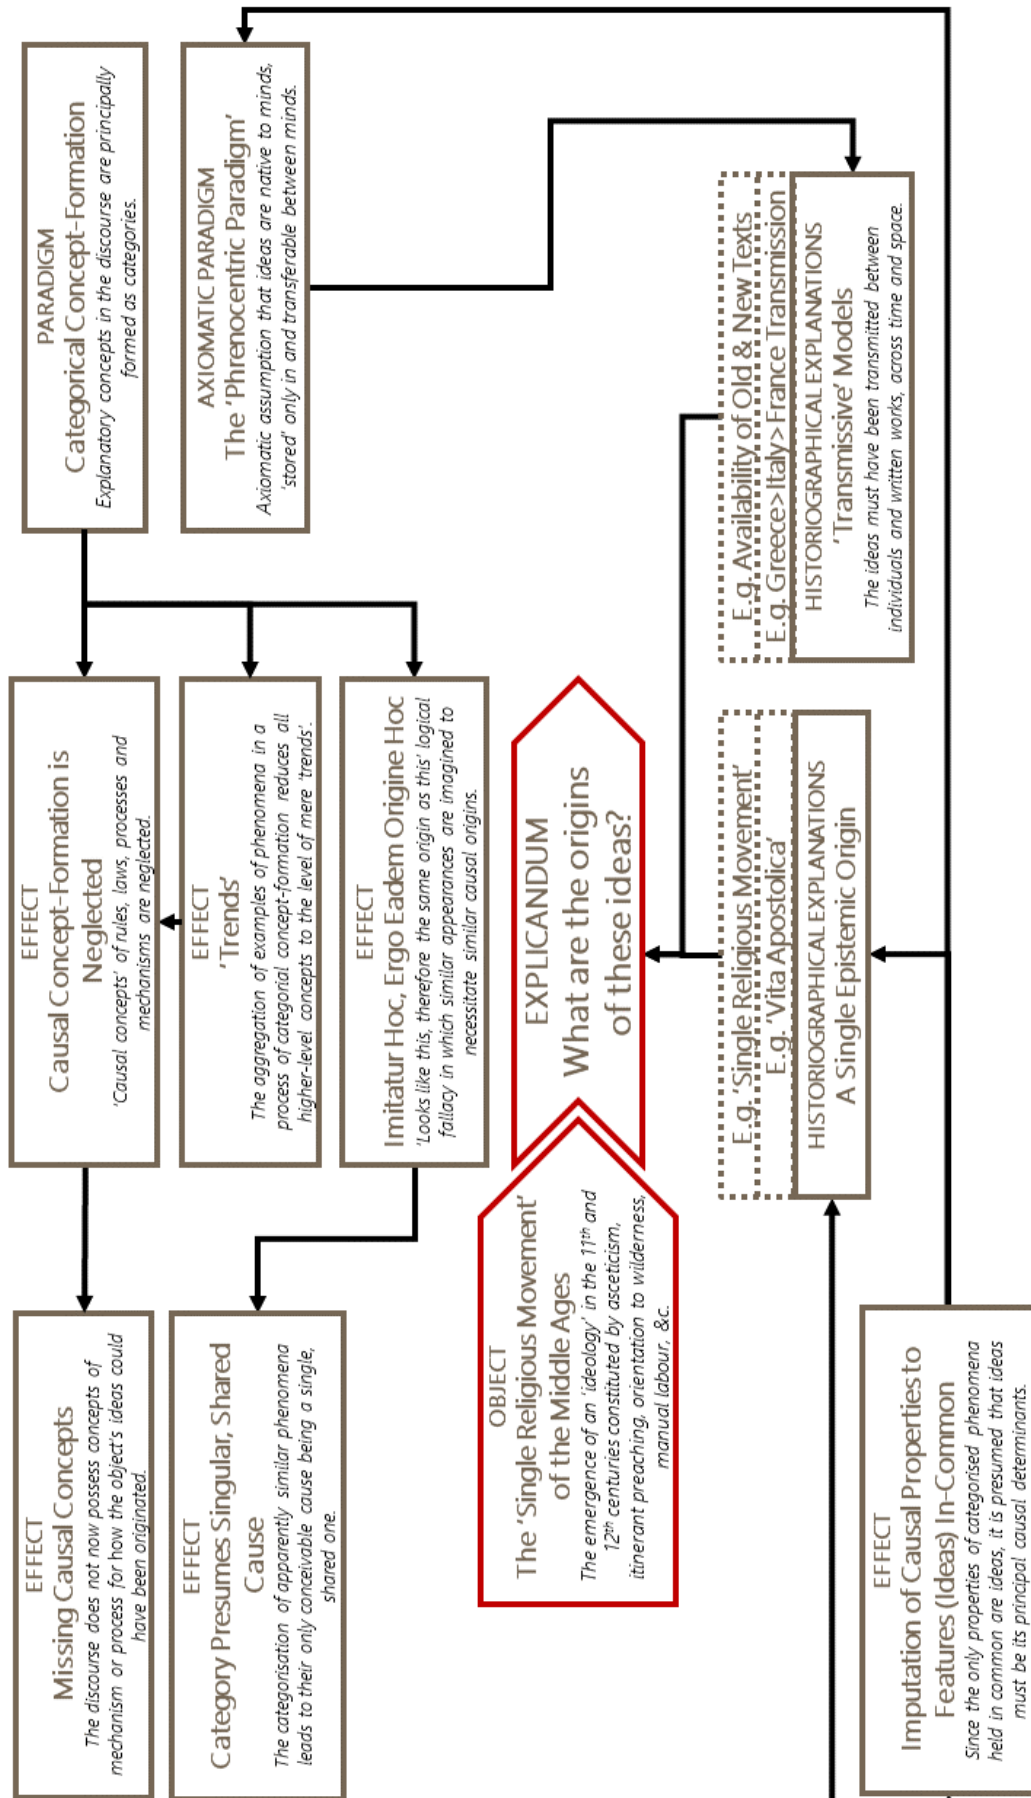 PARADIGM
Categorical Concept-Formation
Explanatory concepts in the discourse are principally
formed as categories.
AXIOMATIC PARADIGM
The ‘Phrenocentric Paradigm’
Axiomatic assumption that ideas are native to minds,
‘stored’ only in and transferable between minds.
EFFECT
Causal Concept-Formation is
Neglected
‘Causal concepts’ of rules, laws, processes and
mechanisms are neglected.
EFFECT
‘Trends’
The aggregation of examples of phenomena in a
process of categorial concept-formation reduces all
higher-level concepts to the level of mere ‘trends’.
EFFECT
Imitatur Hoc, Ergo Eadem Origine Hoc
‘Looks like this, therefore the same origin as this’ logical
fallacy in which similar appearances are imagined to
necessitate similar causal origins.
EFFECT
Missing Causal Concepts
The discourse does not now possess concepts of
mechanism or process for how the object’s ideas could
have been originated.
EFFECT
Category Presumes Singular, Shared
Cause
The categorisation of apparently similar phenomena
leads to their only conceivable cause being a single,
shared one.
OBJECT
The ‘Single Religious Movement’
of the Middle Ages
The emergence of an ‘ideology’ in the 11th and
12th centuries constituted by asceticism,
itinerant preaching, orientation to wilderness,
manual labour, &c.
EXPLICANDUM
What are the origins
of these ideas?
E.g. ‘Single Religious Movement’
E.g. ‘Vita Apostolica’
HISTORIOGRAPHICAL EXPLANATIONS
A Single Epistemic Origin
E.g. Availability of Old & New Texts
E.g. Greece>Italy>France Transmission
HISTORIOGRAPHICAL EXPLANATIONS
‘Transmissive’ Models
The ideas must have been transmitted between
individuals and written works, across time and space.
EFFECT
Imputation of Causal Properties to
Features (Ideas) In-Common
Since the only properties of categorised phenomena
held in common are ideas, it is presumed that ideas
must be its principal causal determinants.